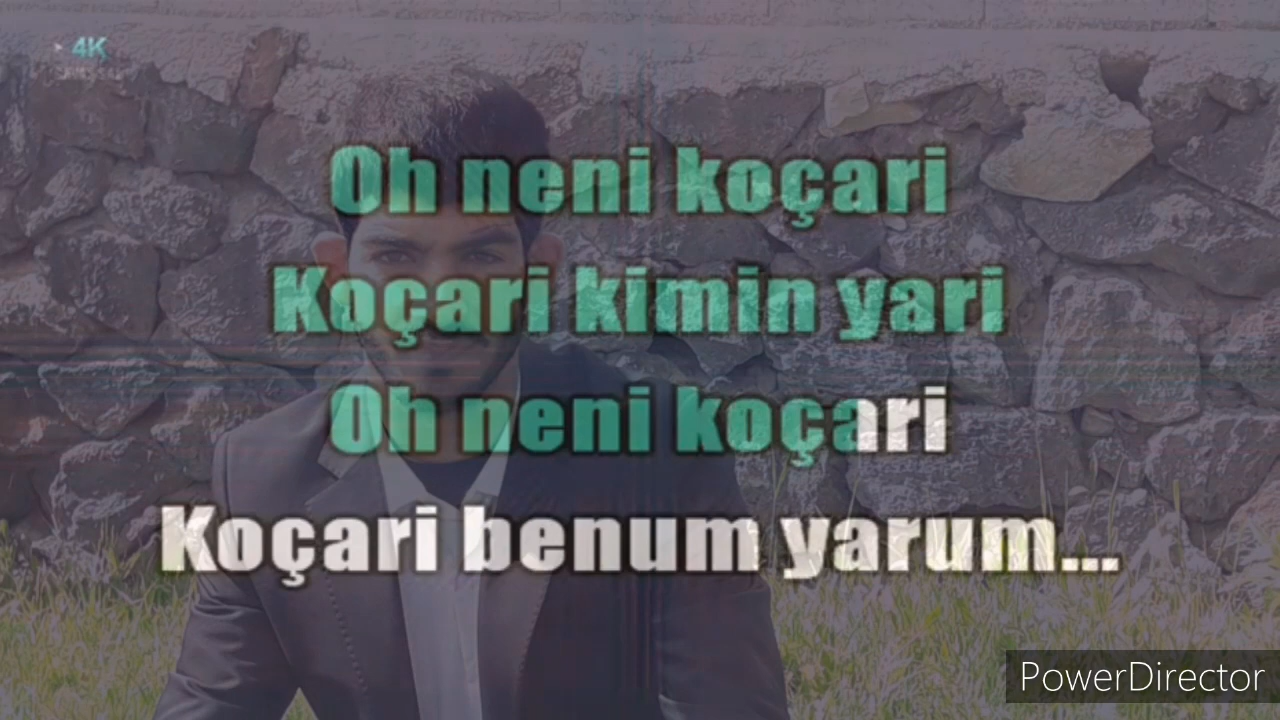 4K
Oh neni koçari
Koçari kimin yari
Oh neni koçari
Koçari benum yarum...
PowerDirector